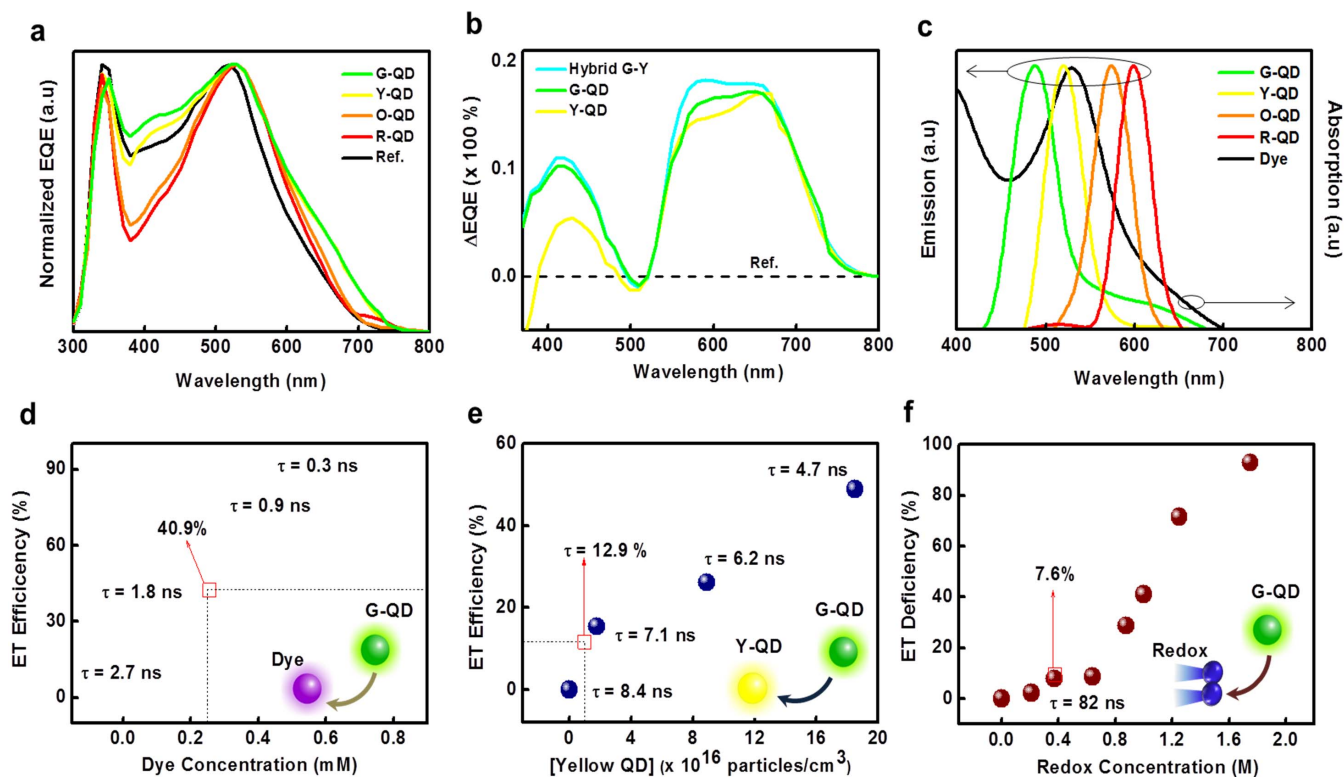 a
Normalized EQE (a.u)
G-QD
Y-QD
O-QD
R-QD
Ref.
300 400 500 600 700 800
Wavelength (nm)
b
ΔEQE (x 100 %)
0.2
0.1
0.0
Hybrid G-Y
G-QD
Y-QD
Ref.
400 500 600 700 800
Wavelength (nm)
c
Emission (a.u)
G-QD
Y-QD
O-QD
R-QD
Dye
Absorption (a.u)
400 500 600 700 800
Wavelength (nm)
d
ET Efficicency (%)
90
60
30
0
τ = 0.3 ns
τ = 0.9 ns
40.9%
τ = 1.8 ns
τ = 2.7 ns
G-QD
Dye
0.0 0.2 0.4 0.6 0.8
Dye Concentration (mM)
e
ET Efficiency (%)
60
40
20
0
τ = 4.7 ns
τ = 6.2 ns
τ = 12.9 %
τ = 7.1 ns
τ = 8.4 ns
G-QD
Y-QD
0 4 8 12 16 20
[Yellow QD] (x 10¹⁶ particles/cm³)
f
ET Deficiency (%)
100
80
60
40
20
0
7.6%
τ = 82 ns
G-QD
Redox
0.0 0.4 0.8 1.2 1.6 2.0
Redox Concentration (M)